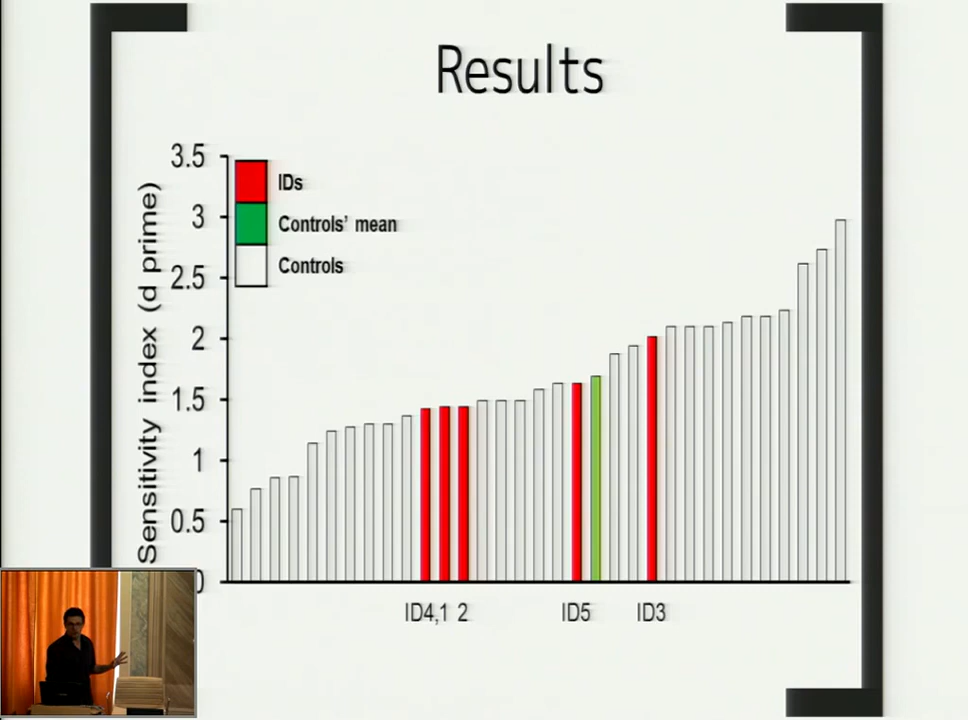 Results
3.5
3
2.5
2
1.5
1
0.5
0
Sensitivity index (d prime)
IDs
Controls' mean
Controls
ID4,1 2
ID5
ID3